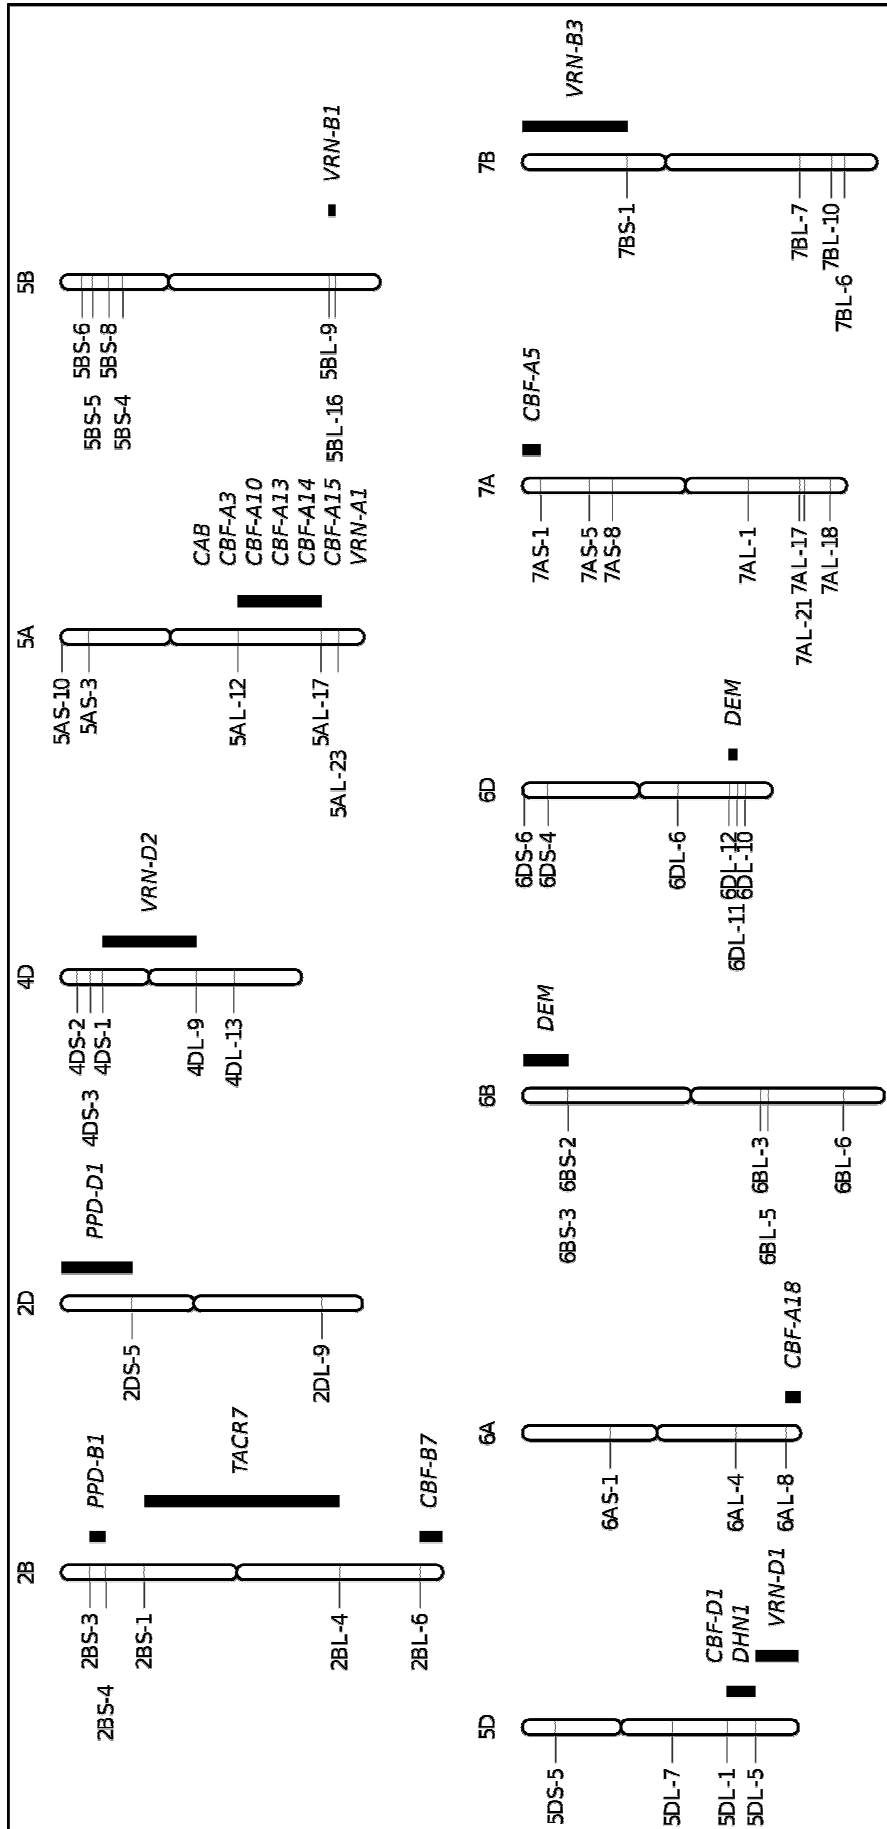 2B
2BS-3
2BS-4
2BS-1
2BL-4
2BL-6
PPD-B1
TACR7
CBF-B7
2D
2DS-5
2DL-9
PPD-D1
4D
4DS-2
4DS-3
4DS-1
4DL-9
4DL-13
VRN-D2
5A
5AS-10
5AS-3
5AL-12
5AL-17
5AL-23
CAB
CBF-A3
CBF-A10
CBF-A13
CBF-A14
CBF-A15
VRN-A1
5B
5BS-6
5BS-5
5BS-8
5BS-4
5BL-9
5BL-16
VRN-B1
5D
5DS-5
5DL-7
5DL-1
5DL-5
CBF-D1
DHN1
VRN-D1
6A
6AS-1
6AL-4
6AL-8
CBF-A18
6B
6BS-2
6BS-3
6BL-3
6BL-5
6BL-6
DEM
6D
6DS-6
6DS-4
6DL-6
6DL-12
6DL-11
6DL-10
DEM
7A
7AS-1
7AS-5
7AS-8
7AL-1
7AL-17
7AL-21
7AL-18
CBF-A5
7B
7BS-1
7BL-7
7BL-10
7BL-6
VRN-B3